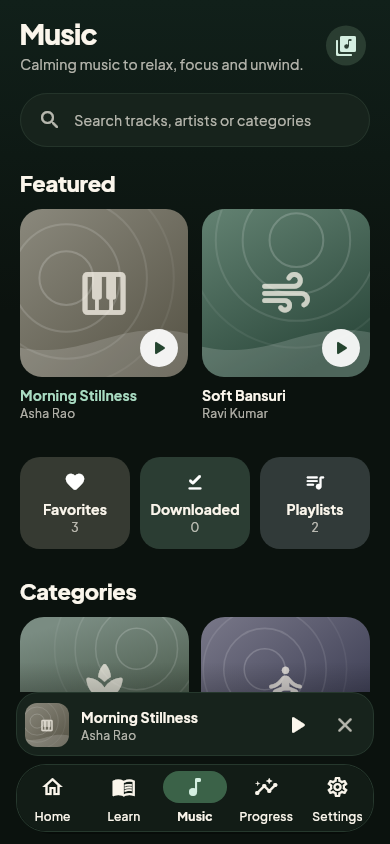 Music
Calming music to relax, focus and unwind.
Search tracks, artists or categories
Featured
Morning Stillness
Asha Rao
Soft Bansuri
Ravi Kumar
Favorites
3
Downloaded
0
Playlists
2
Categories
Morning Stillness
Asha Rao
Home
Learn
Music
Progress
Settings